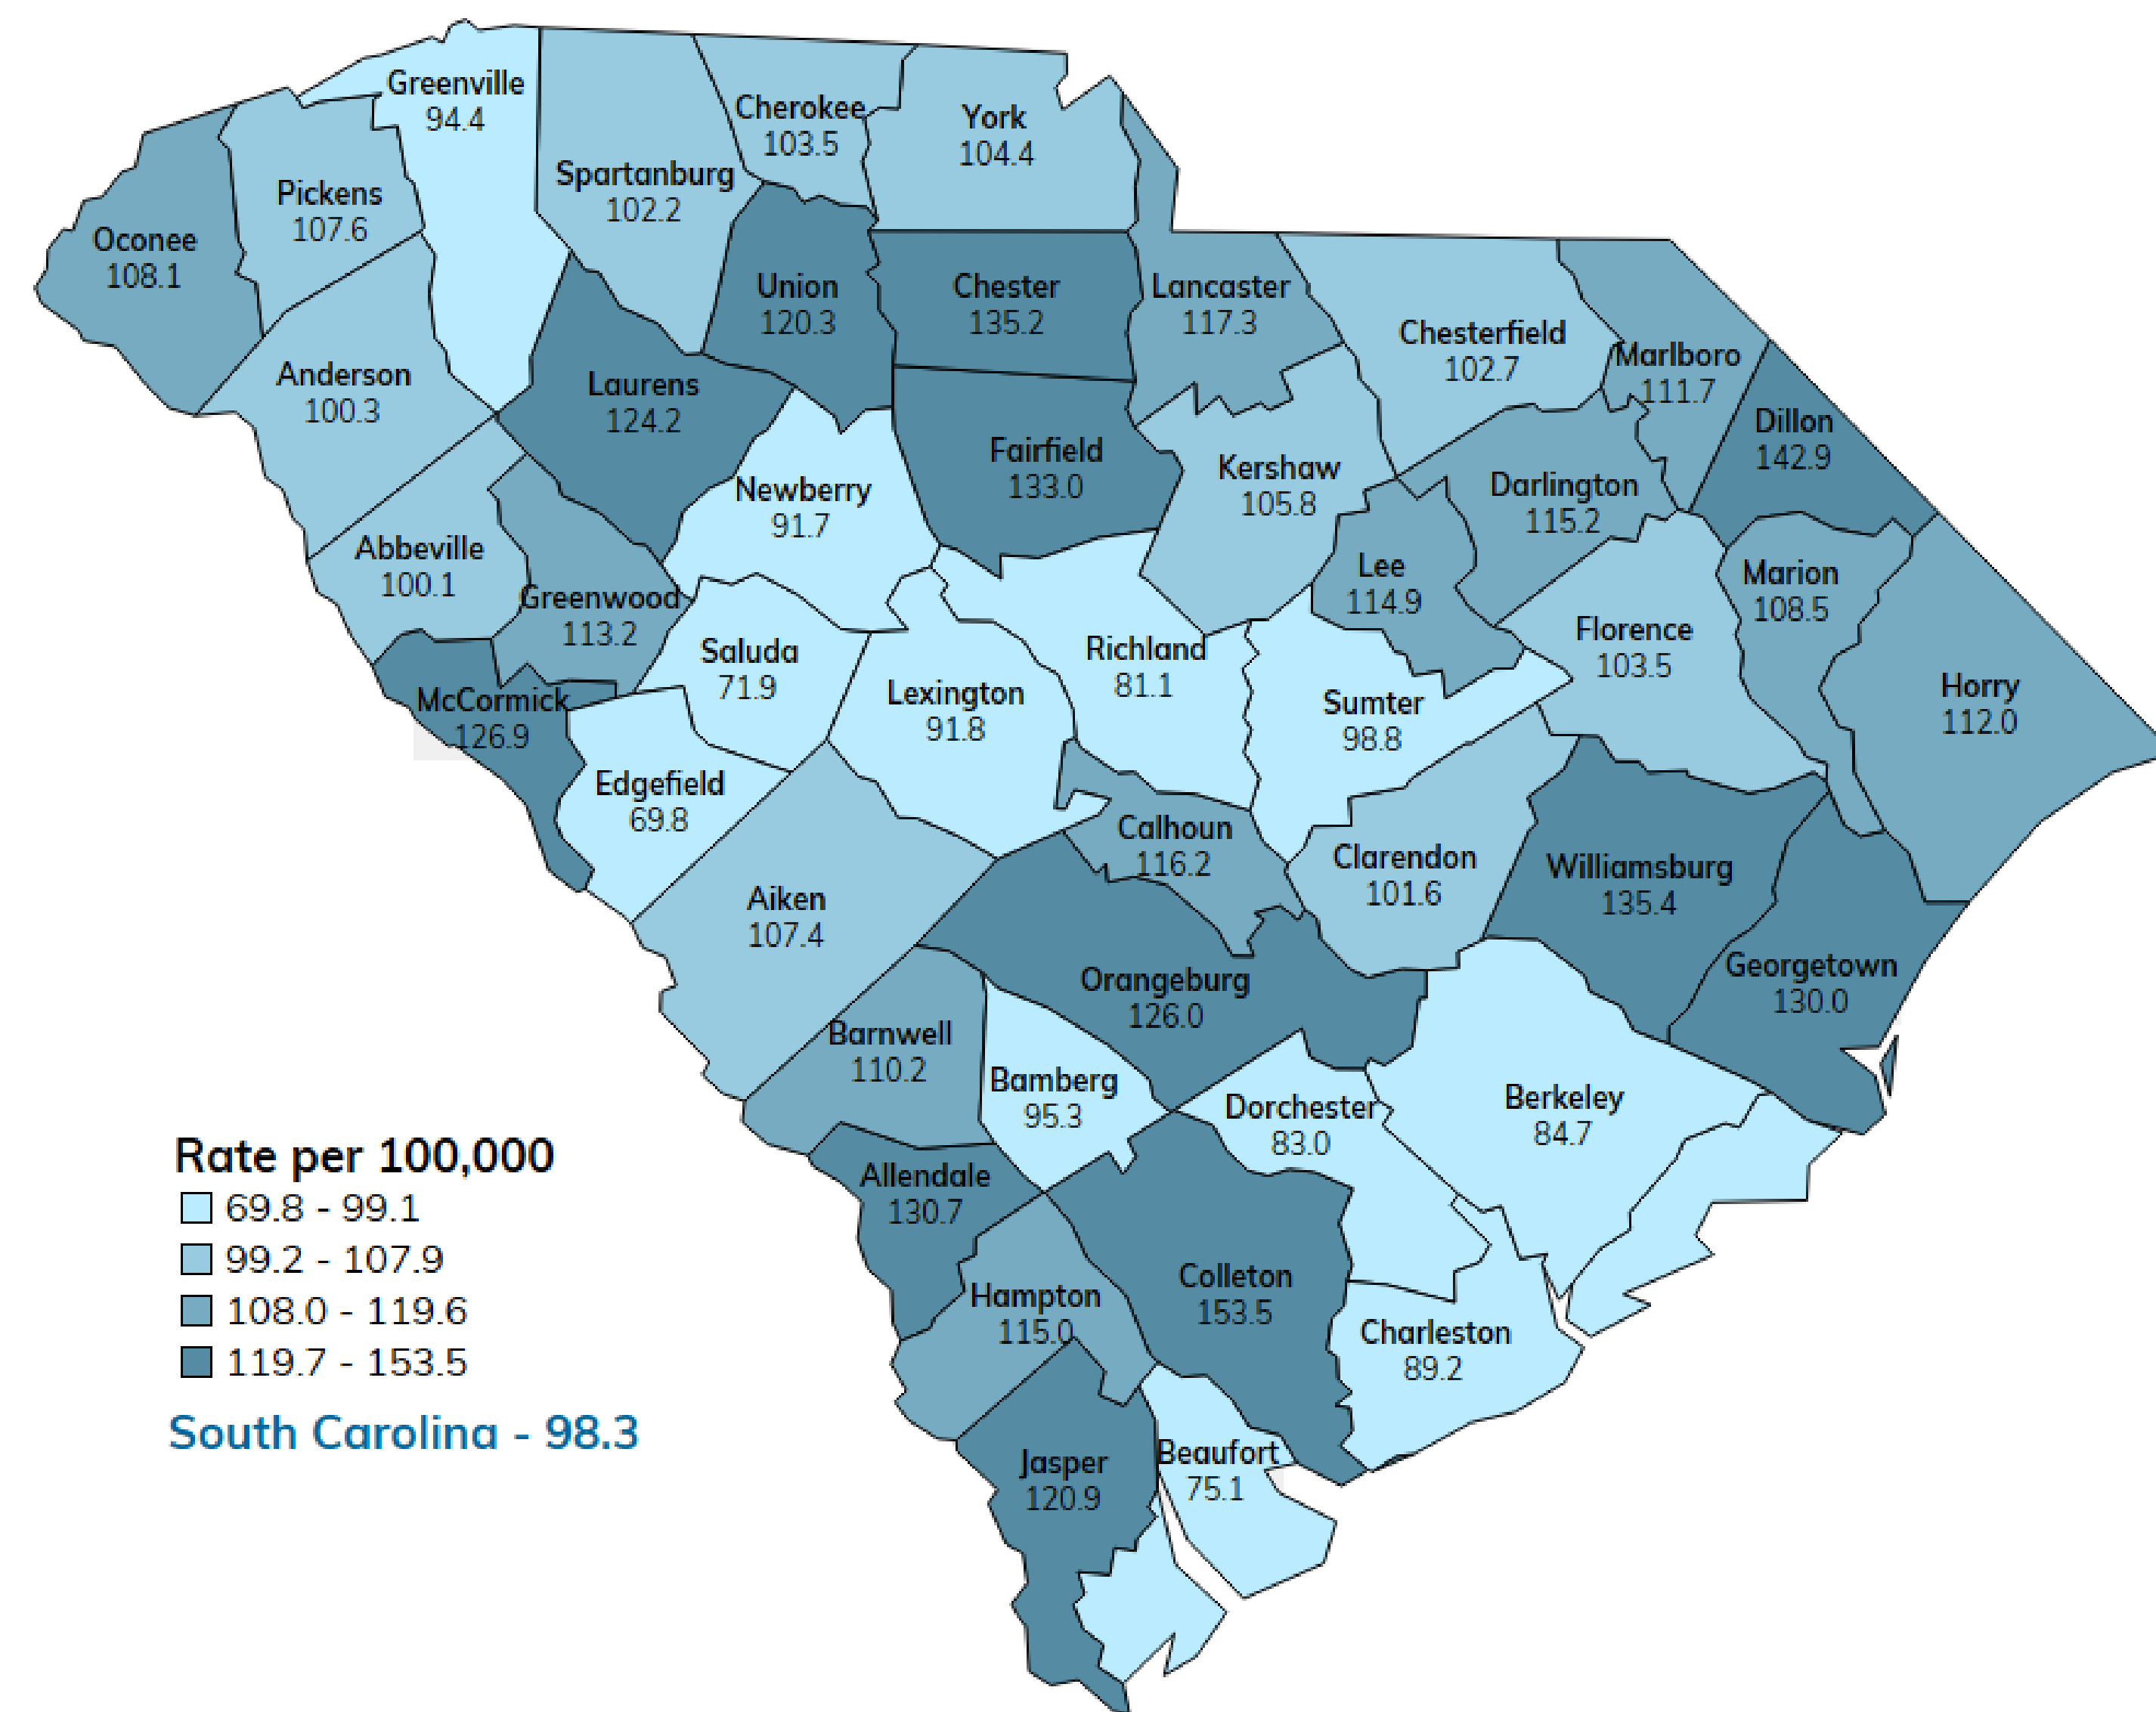 Greenville
94.4
Cherokee
103.5
York
104.4
Spartanburg
102.2
Pickens
107.6
Oconee
108.1
Union
120.3
Chester
135.2
Lancaster
117.3
Chesterfield
102.7
Marlboro
111.7
Anderson
100.3
Laurens
124.2
Dillon
142.9
Fairfield
133.0
Kershaw
105.8
Darlington
115.2
Newberry
91.7
Abbeville
100.1
Lee
114.9
Marion
108.5
Greenwood
113.2
Florence
103.5
Saluda
71.9
Richland
81.1
Lexington
91.8
Horry
112.0
McCormick
126.9
Sumter
98.8
Edgefield
69.8
Calhoun
116.2
Clarendon
101.6
Williamsburg
135.4
Aiken
107.4
Georgetown
130.0
Orangeburg
126.0
Barnwell
110.2
Bamberg
95.3
Berkeley
84.7
Dorchester
83.0
Allendale
130.7
Colleton
153.5
Hampton
115.0
Charleston
89.2
Beaufort
75.1
Jasper
120.9
Rate per 100,000
69.8 - 99.1
99.2 - 107.9
108.0 - 119.6
119.7 - 153.5
South Carolina - 98.3